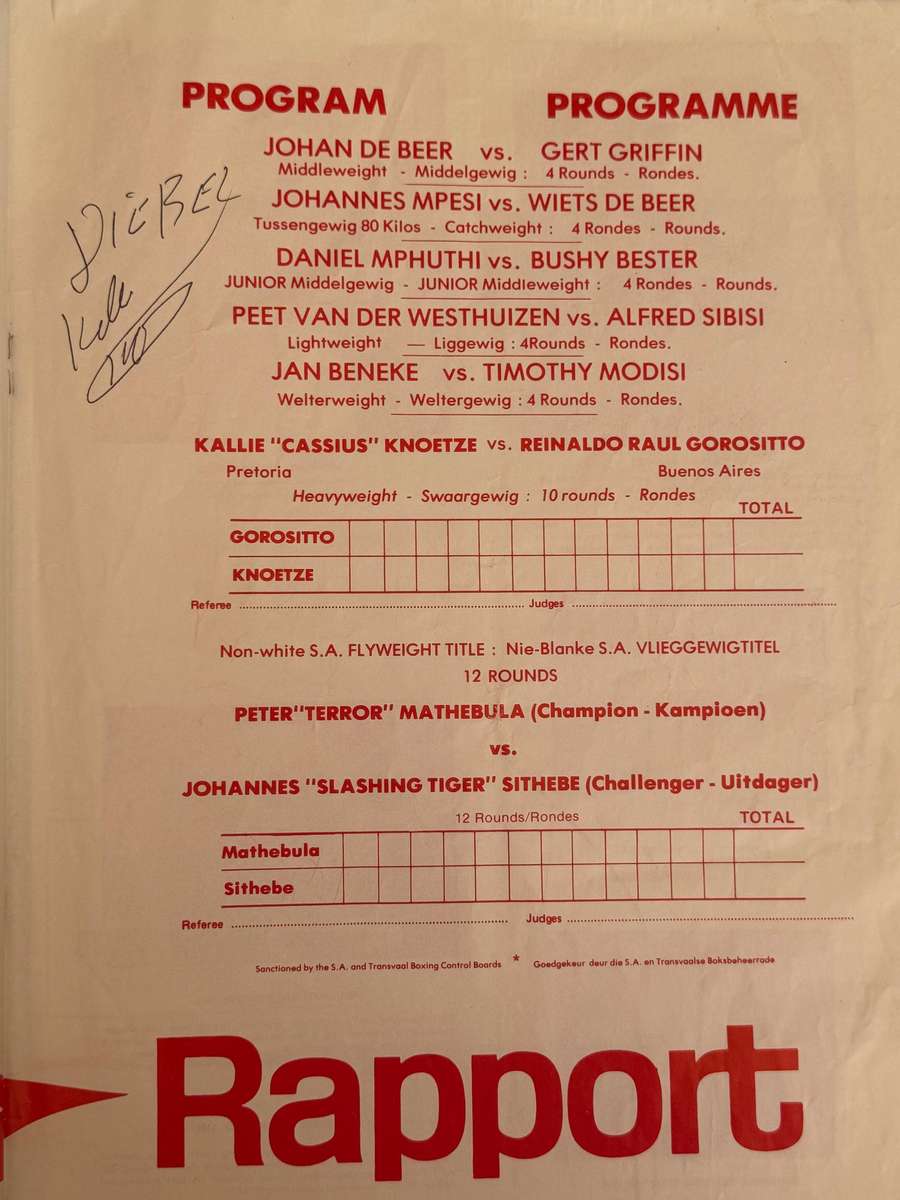 PROGRAM PROGRAMME
JOHAN DE BEER vs. GERT GRIFFIN
Middleweight - Middelgewig : 4 Rounds - Rondes.
JOHANNES MPESI vs. WIETS DE BEER
Tussengewig 80 Kilos - Catchweight : 4 Rondes - Rounds.
DANIEL MPHUTHI vs. BUSHY BESTER
JUNIOR Middelgewig - JUNIOR Middleweight : 4 Rondes - Rounds.
PEET VAN DER WESTHUIZEN vs. ALFRED SIBISI
Lightweight — Liggewig : 4Rounds - Rondes.
JAN BENEKE vs. TIMOTHY MODISI
Welterweight - Weltergewig : 4 Rounds - Rondes.
KALLIE "CASSIUS" KNOETZE vs. REINALDO RAUL GOROSITTO
Pretoria Buenos Aires
Heavyweight - Swaargewig : 10 rounds - Rondes
TOTAL
GOROSITTO
KNOETZE
Referee Judges
Non-white S.A. FLYWEIGHT TITLE : Nie-Blanke S.A. VLIEGGEWIGTITEL
12 ROUNDS
PETER "TERROR" MATHEBULA (Champion - Kampioen)
vs.
JOHANNES "SLASHING TIGER" SITHEBE (Challenger - Uitdager)
12 Rounds/Rondes TOTAL
Mathebula
Sithebe
Referee Judges
Sanctioned by the S.A. and Transvaal Boxing Control Boards * Goedgekeur deur die S.A. en Transvaalse Boksbeheerrade
Rapport